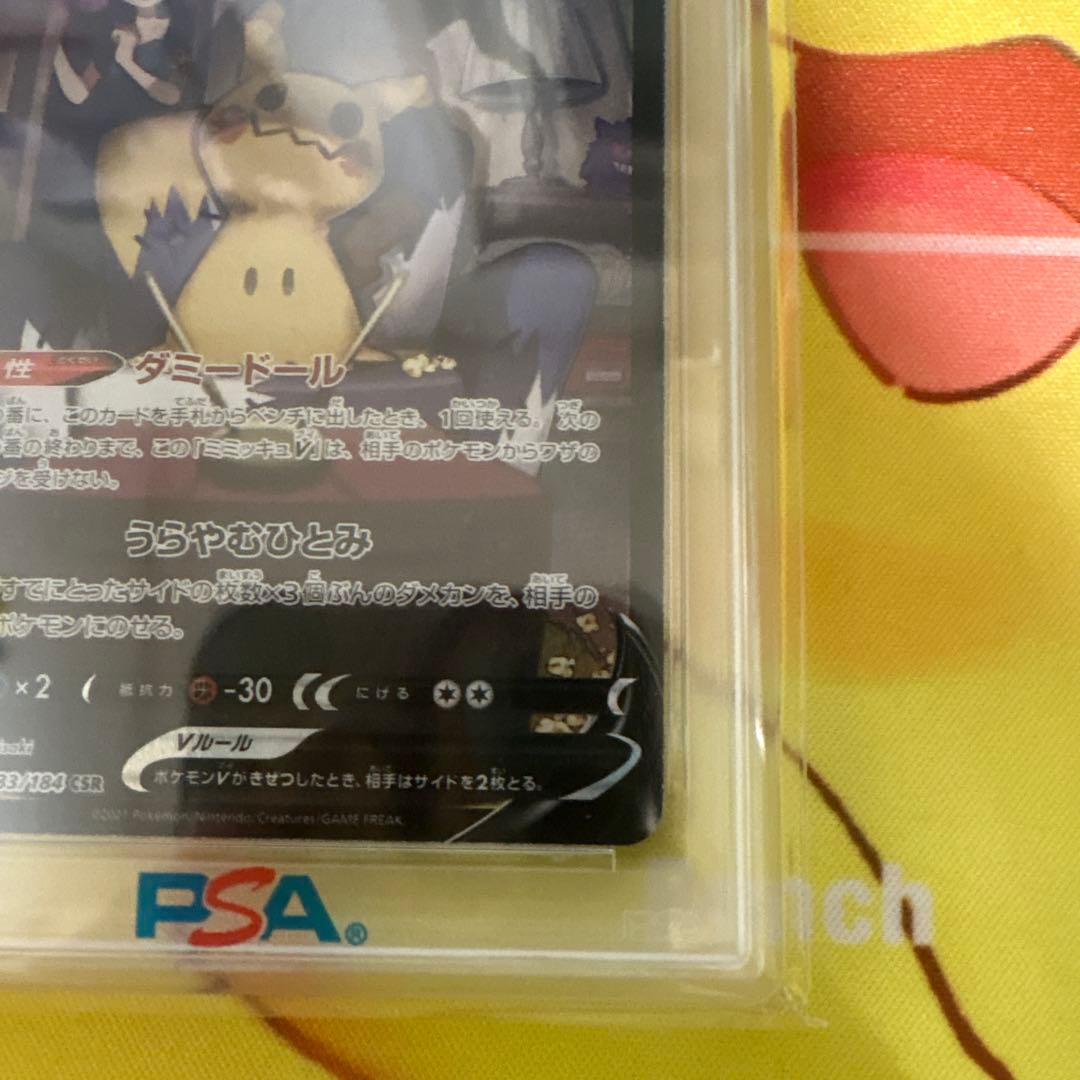 性 とくせい ダミードール
番に、このカードを手札からベンチに出したとき、1回使える。次の
番の終わりまで、この「ミミッキュV」は、相手のポケモンからワザの
ジを受けない。
うらやむひとみ
すでにとったサイドの枚数×3個ぶんのダメカンを、相手の
ポケモンにのせる。
×2 抵抗力 -30 にげる
saki
Vルール
33/184 CSR
ポケモンVがきぜつしたとき、相手はサイドを2枚とる。
©2021 Pokémon/Nintendo/Creatures/GAME FREAK
PSA®
nch